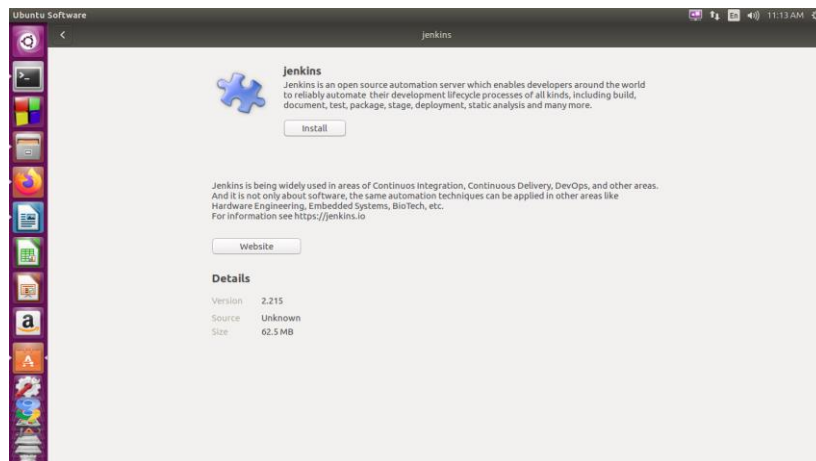 Ubuntu Software
En
11:13 AM
jenkins
jenkins
Jenkins is an open source automation server which enables developers around the world
to reliably automate their development lifecycle processes of all kinds, including build,
document, test, package, stage, deployment, static analysis and many more.
Install
Jenkins is being widely used in areas of Continuos Integration, Continuous Delivery, DevOps, and other areas.
And it is not only about software, the same automation techniques can be applied in other areas like
Hardware Engineering, Embedded Systems, BioTech, etc.
For information see https://jenkins.io
Website
Details
Version 2.215
Source Unknown
Size 62.5 MB
a